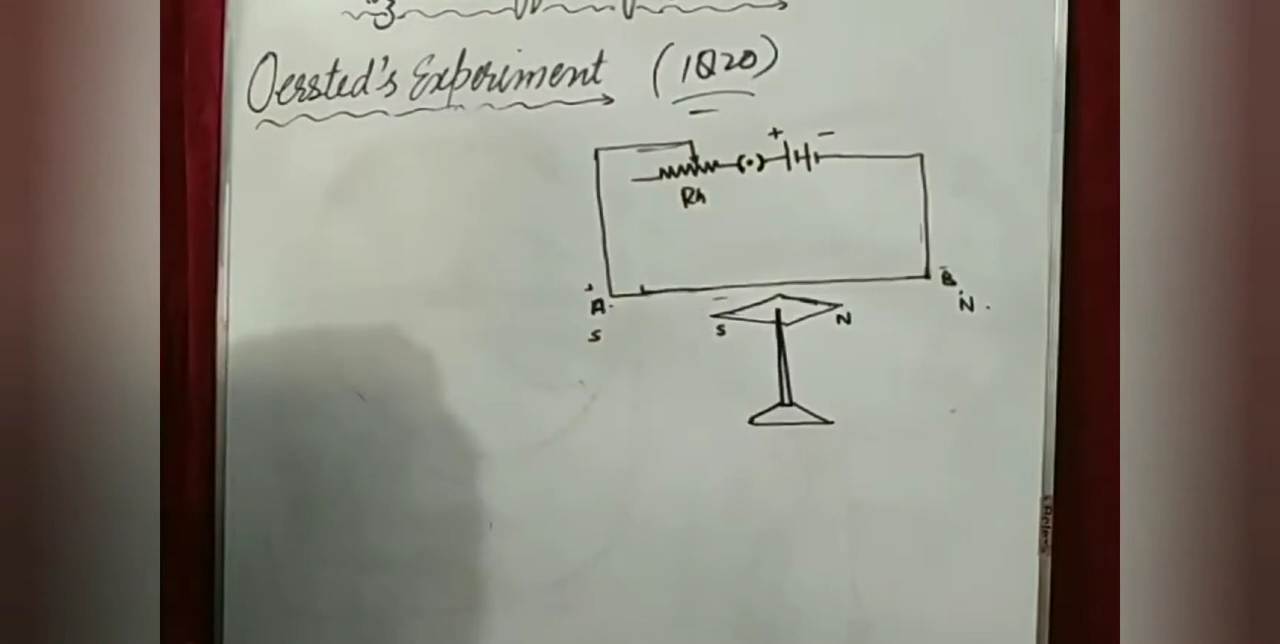 Oersted's Experiment (1820)
+ -
Rh
+ A. B
S N.
S N